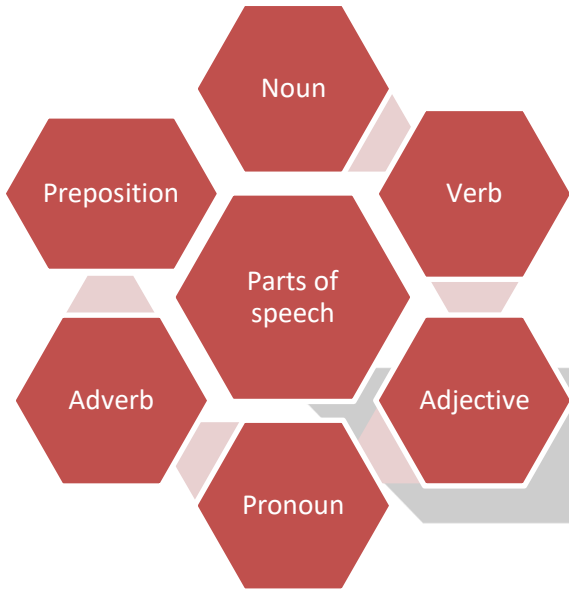 Noun
Verb
Preposition
Parts of
speech
Adjective
Adverb
Pronoun